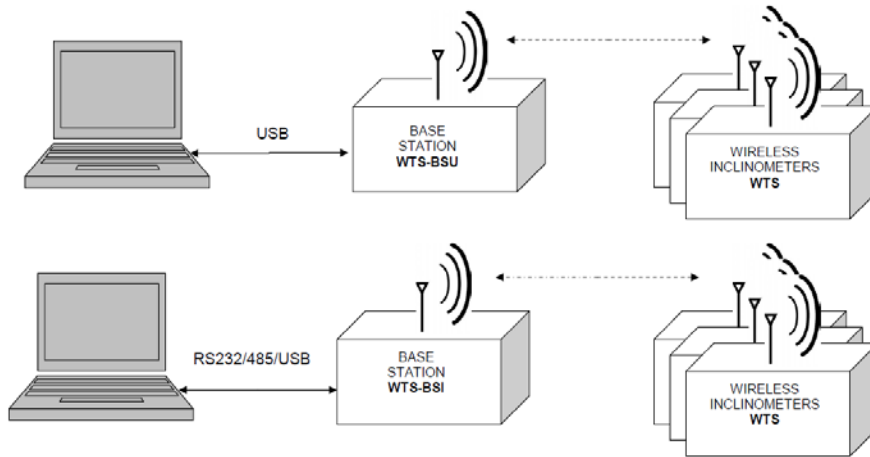 USB
BASE
STATION
WTS-BSU
WIRELESS
INCLINOMETERS
WTS
RS232/485/USB
BASE
STATION
WTS-BSI
WIRELESS
INCLINOMETERS
WTS